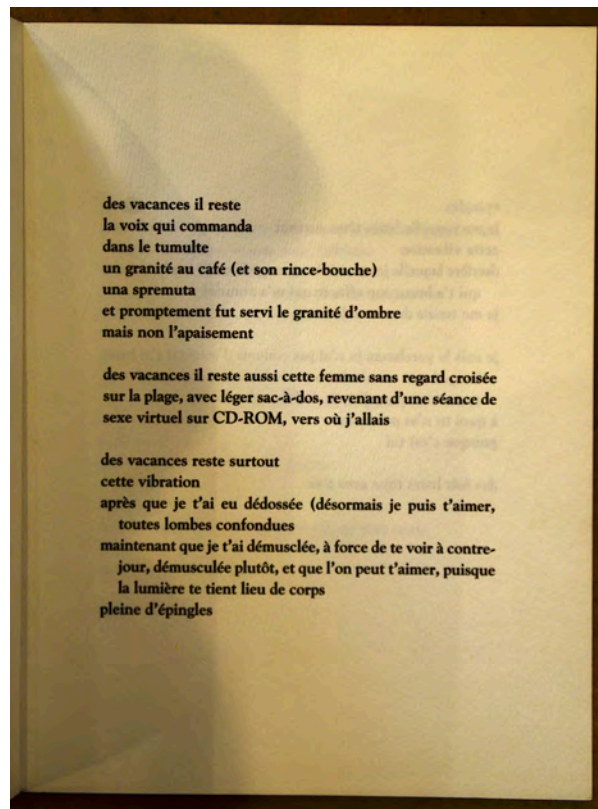 des vacances il reste
la voix qui commanda
dans le tumulte
un granité au café (et son rince-bouche)
una spremuta
et promptement fut servi le granité d'ombre
mais non l'apaisement
des vacances il reste aussi cette femme sans regard croisée
sur la plage, avec léger sac-à-dos, revenant d'une séance de
sexe virtuel sur CD-ROM, vers où j'allais
des vacances reste surtout
cette vibration
après que je t'ai eu dédossée (désormais je puis t'aimer,
toutes lombes confondues
maintenant que je t'ai démusclée, à force de te voir à contre-
jour, démusculée plutôt, et que l'on peut t'aimer, puisque
la lumière te tient lieu de corps
pleine d'épingles